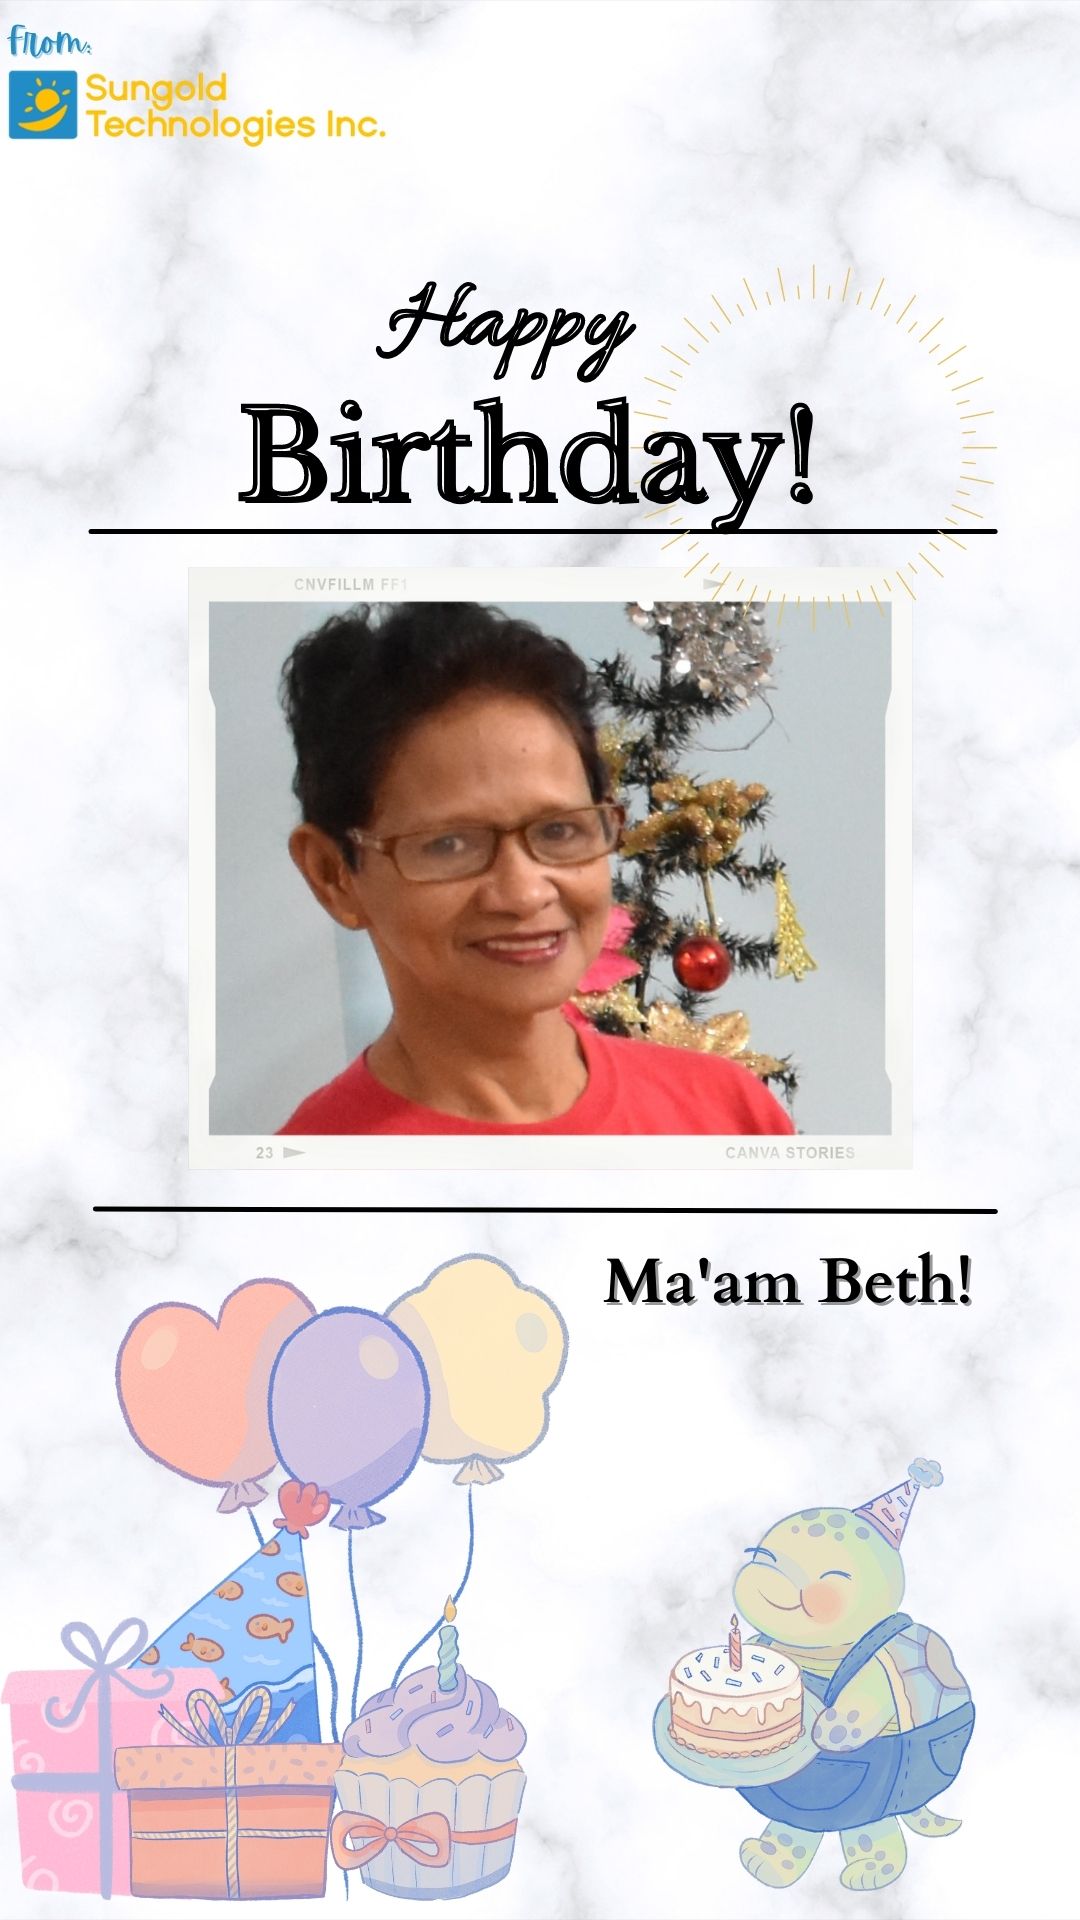 from:
Sungold
Technologies Inc.
Happy
Birthday!
CNVFILLM FF1
23
CANVA STORIES
Ma'am Beth!